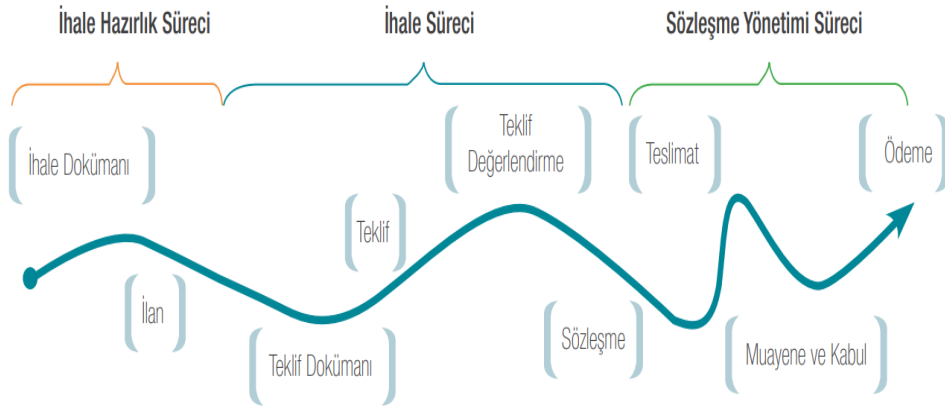 İhale Hazırlık Süreci
İhale Süreci
Sözleşme Yönetimi Süreci
İhale Dokümanı
İlan
Teklif Dokümanı
Teklif
Teklif
Değerlendirme
Sözleşme
Teslimat
Muayene ve Kabul
Ödeme